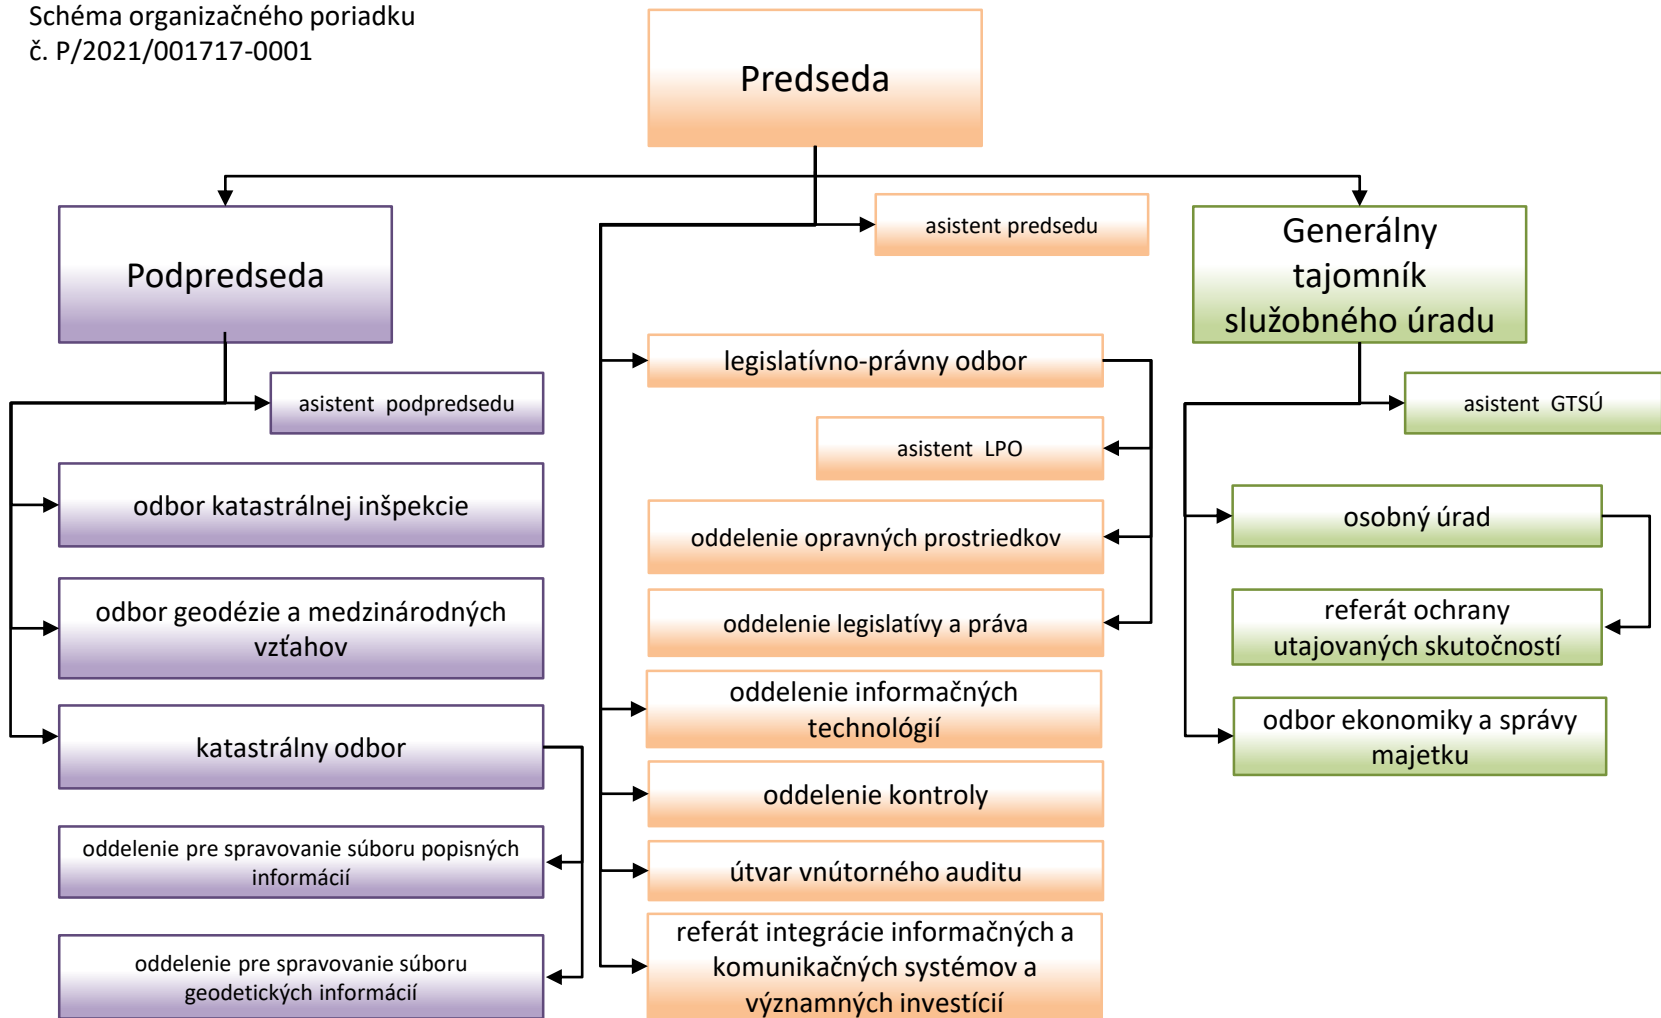 Schéma organizačného poriadku
č. P/2021/001717-0001
Predseda
asistent predsedu
Podpredseda
Generálny
tajomník
služobného úradu
asistent podpredsedu
odbor katastrálnej inšpekcie
odbor geodézie a medzinárodných
vzťahov
katastrálny odbor
oddelenie pre spravovanie súboru popisných
informácií
oddelenie pre spravovanie súboru
geodetických informácií
legislatívno-právny odbor
asistent  LPO
oddelenie opravných prostriedkov
oddelenie legislatívy a práva
oddelenie informačných
technológií
oddelenie kontroly
útvar vnútorného auditu
referát integrácie informačných a
komunikačných systémov a
významných investícií
asistent  GTSÚ
osobný úrad
referát ochrany
utajovaných skutočností
odbor ekonomiky a správy
majetku